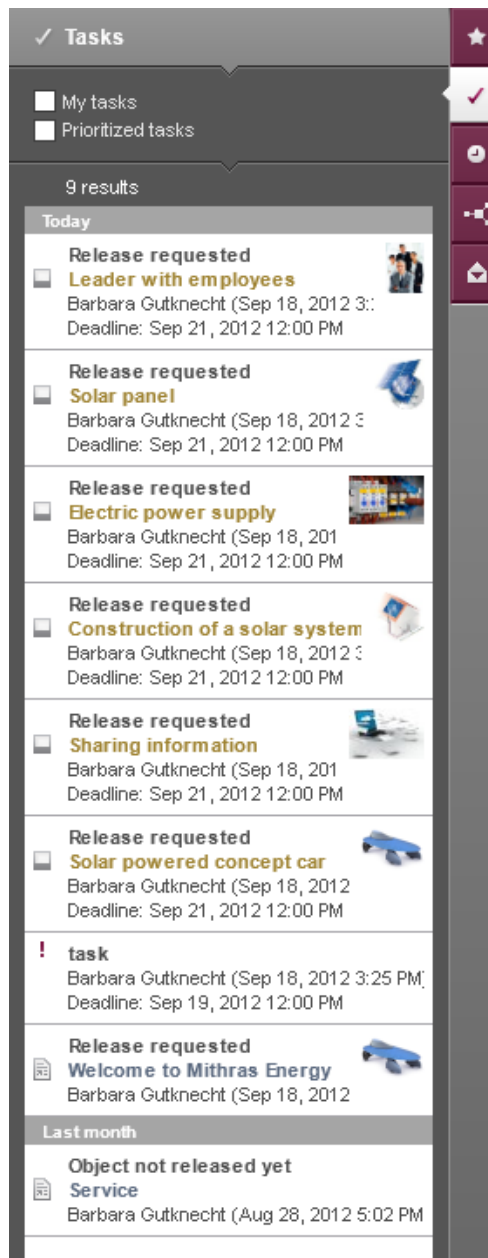 Tasks
My tasks
Prioritized tasks
9 results
Today
Release requested
Leader with employees
Barbara Gutknecht (Sep 18, 2012 3:
Deadline: Sep 21, 2012 12:00 PM
Release requested
Solar panel
Barbara Gutknecht (Sep 18, 2012 3
Deadline: Sep 21, 2012 12:00 PM
Release requested
Electric power supply
Barbara Gutknecht (Sep 18, 201
Deadline: Sep 21, 2012 12:00 PM
Release requested
Construction of a solar system
Barbara Gutknecht (Sep 18, 2012 3
Deadline: Sep 21, 2012 12:00 PM
Release requested
Sharing information
Barbara Gutknecht (Sep 18, 201
Deadline: Sep 21, 2012 12:00 PM
Release requested
Solar powered concept car
Barbara Gutknecht (Sep 18, 2012
Deadline: Sep 21, 2012 12:00 PM
! task
Barbara Gutknecht (Sep 18, 2012 3:25 PM)
Deadline: Sep 19, 2012 12:00 PM
Release requested
Welcome to Mithras Energy
Barbara Gutknecht (Sep 18, 2012
Last month
Object not released yet
Service
Barbara Gutknecht (Aug 28, 2012 5:02 PM